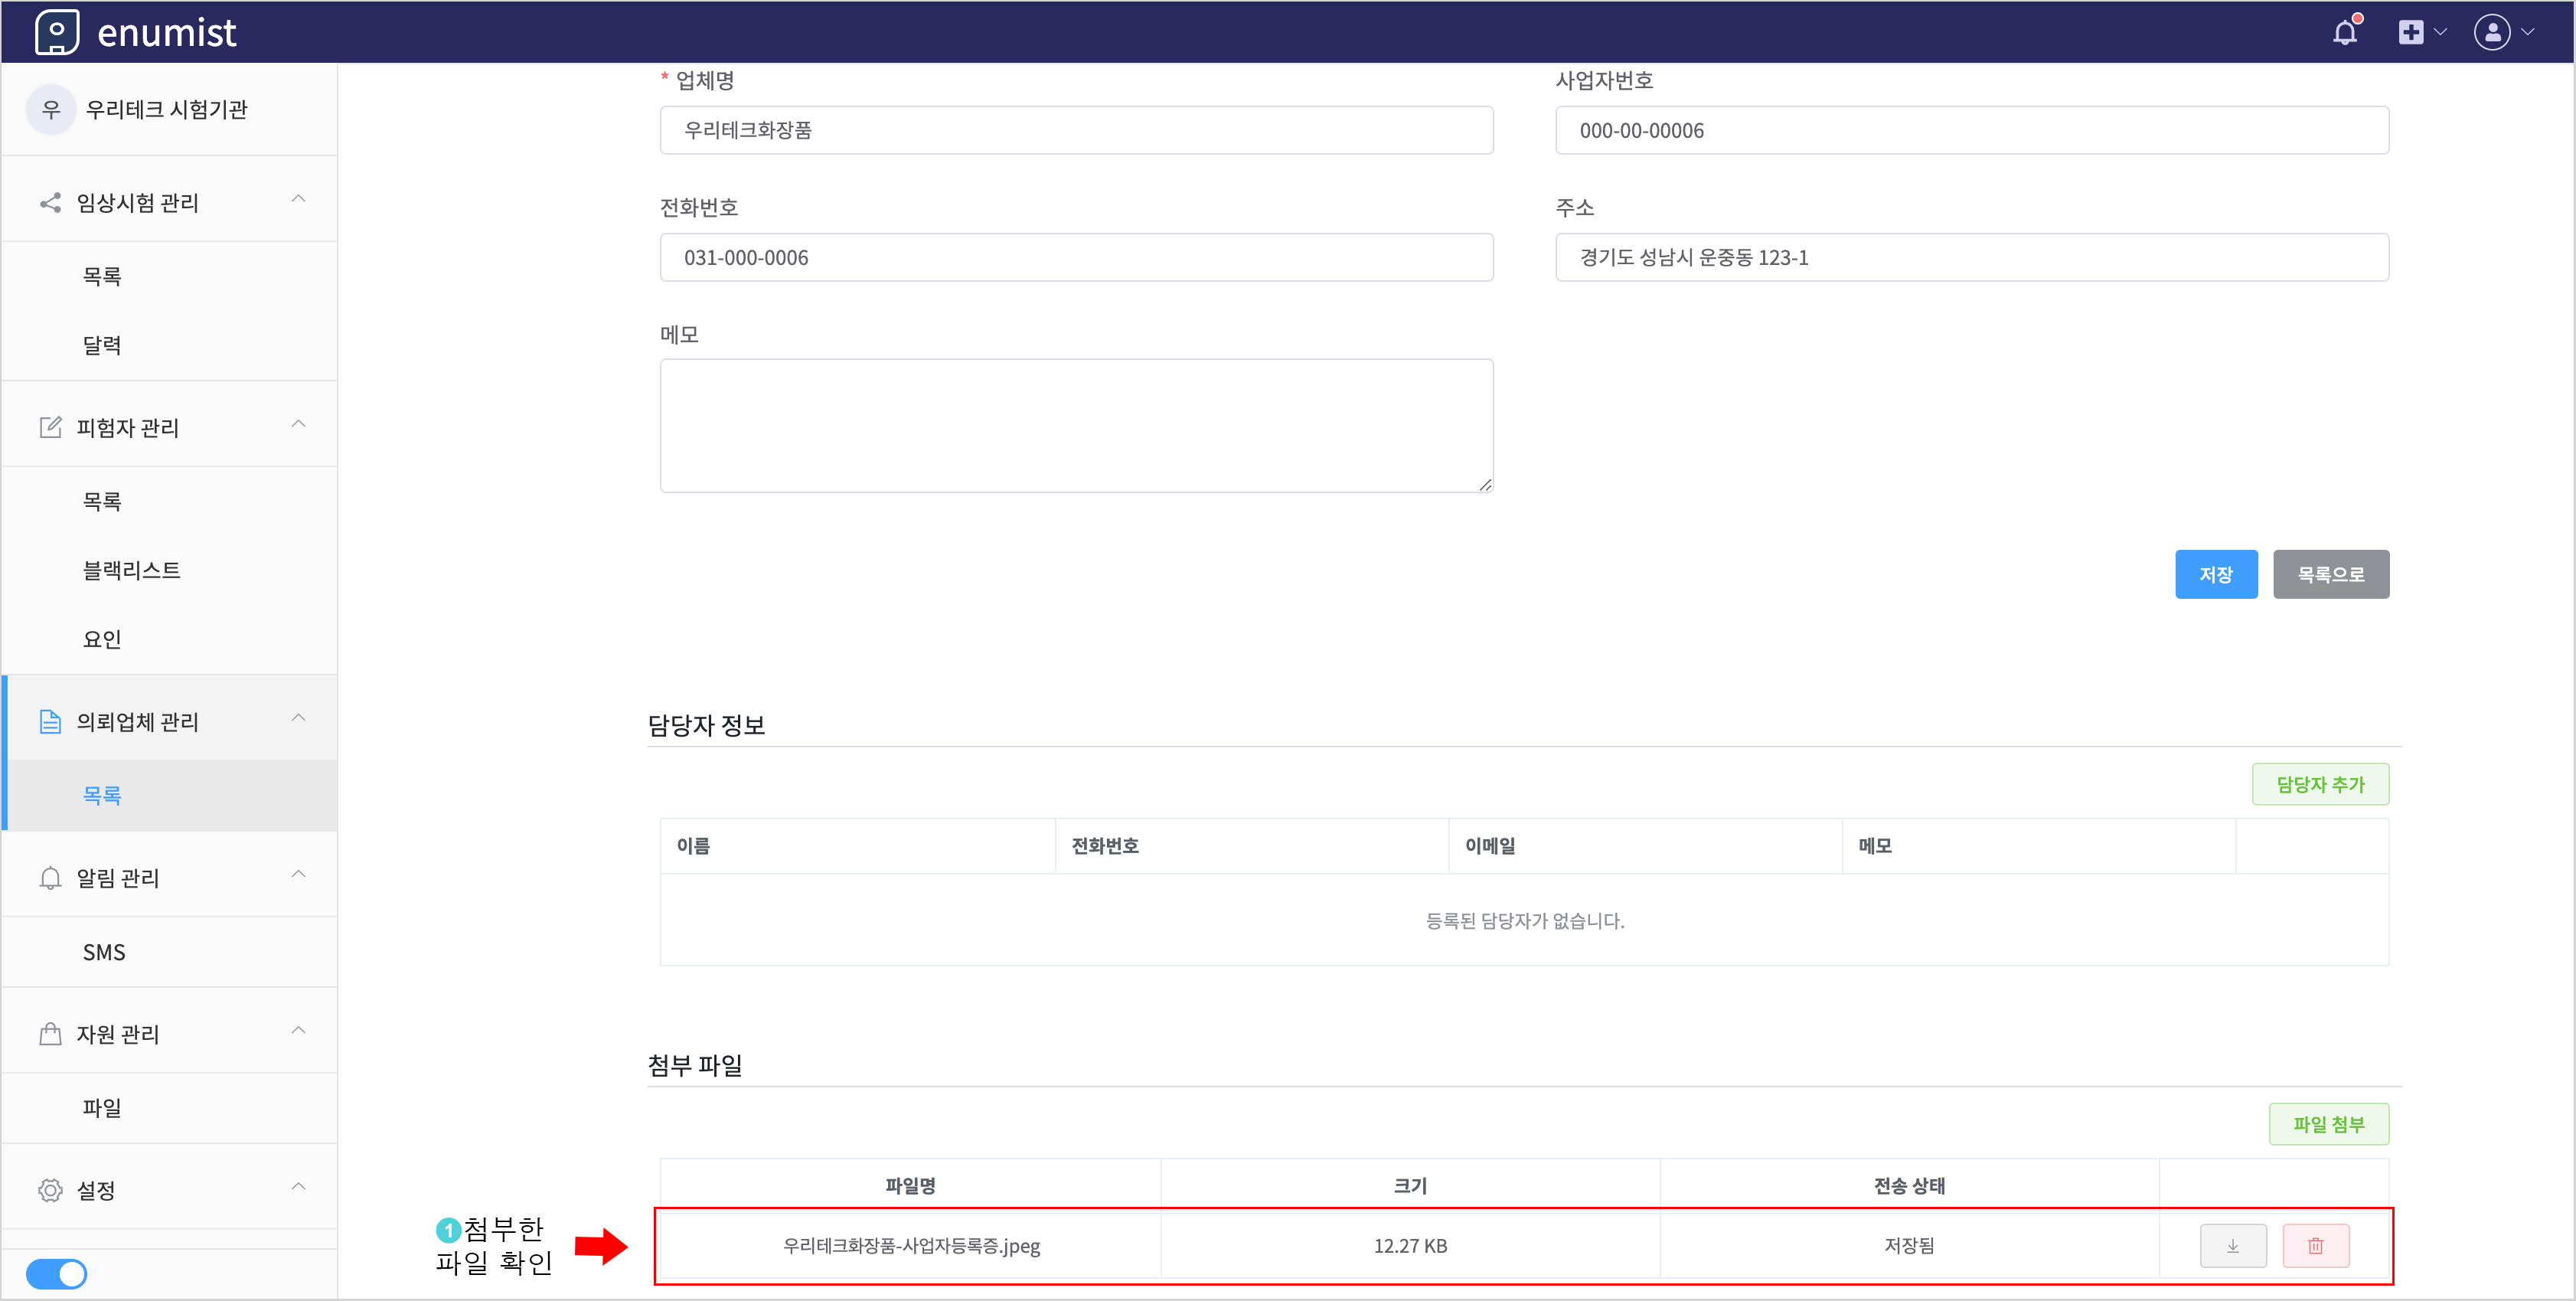 enumist
우 우리테크 시험기관
임상시험 관리
목록
달력
피험자 관리
목록
블랙리스트
요인
의뢰업체 관리
목록
알림 관리
SMS
자원 관리
파일
설정
* 업체명 사업자번호
우리테크화장품 000-00-00006
전화번호 주소
031-000-0006 경기도 성남시 운중동 123-1
메모
저장 목록으로
담당자 정보
담당자 추가
이름 전화번호 이메일 메모
등록된 담당자가 없습니다.
첨부 파일
파일 첨부
파일명 크기 전송 상태
우리테크화장품-사업자등록증.jpeg 12.27 KB 저장됨
1 첨부한
파일 확인